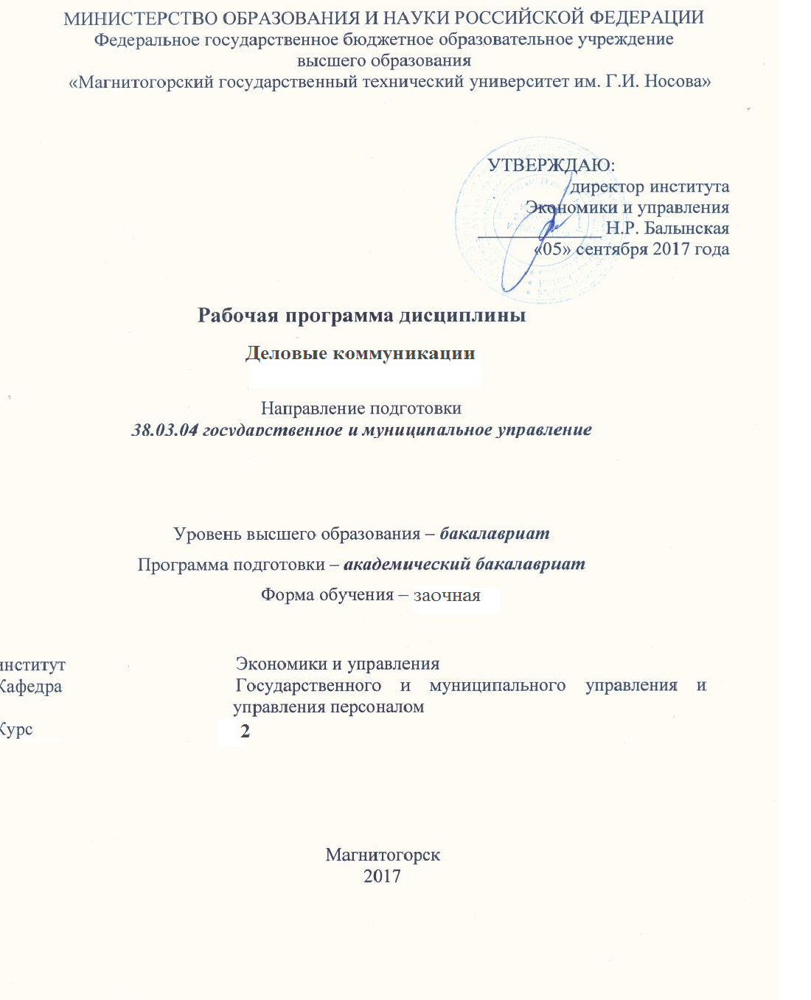 МИНИСТЕРСТВО ОБРАЗОВАНИЯ И НАУКИ РОССИЙСКОЙ ФЕДЕРАЦИИ
Федеральное государственное бюджетное образовательное учреждение
высшего образования
«Магнитогорский государственный технический университет им. Г.И. Носова»
УТВЕРЖДАЮ:
директор института
Экономики и управления
Н.Р. Балынская
«05» сентября 2017 года
Рабочая программа дисциплины
Деловые коммуникации
Направление подготовки
38.03.04 государственное и муниципальное управление
Уровень высшего образования – бакалавриат
Программа подготовки – академический бакалавриат
Форма обучения – заочная
институт Экономики и управления
Кафедра Государственного и муниципального управления и
управления персоналом
Курс 2
Магнитогорск
2017